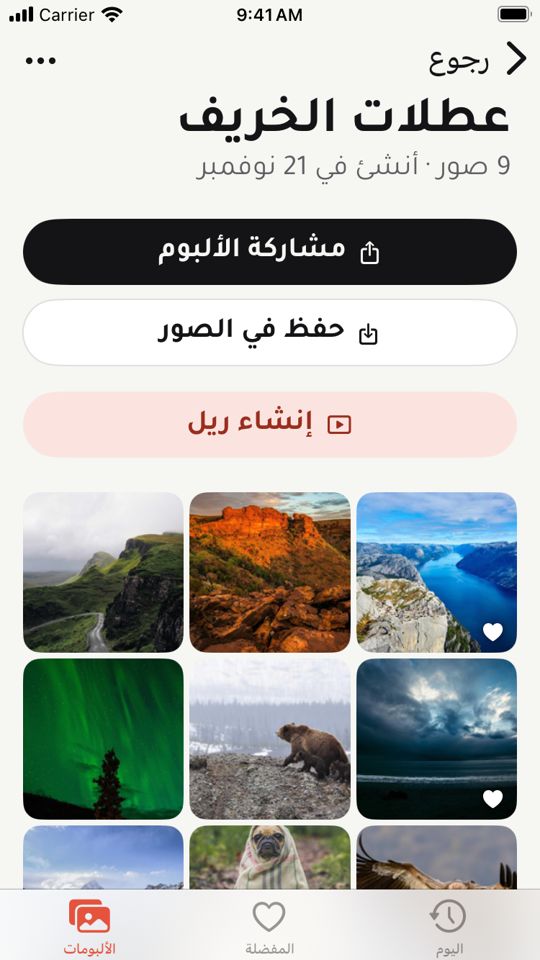 Carrier 9:41 AM
رجوع
عطلات الخريف
9 صور · أنشئ في 21 نوفمبر
مشاركة الألبوم
حفظ في الصور
إنشاء ريل
اليوم
المفضلة
الألبومات